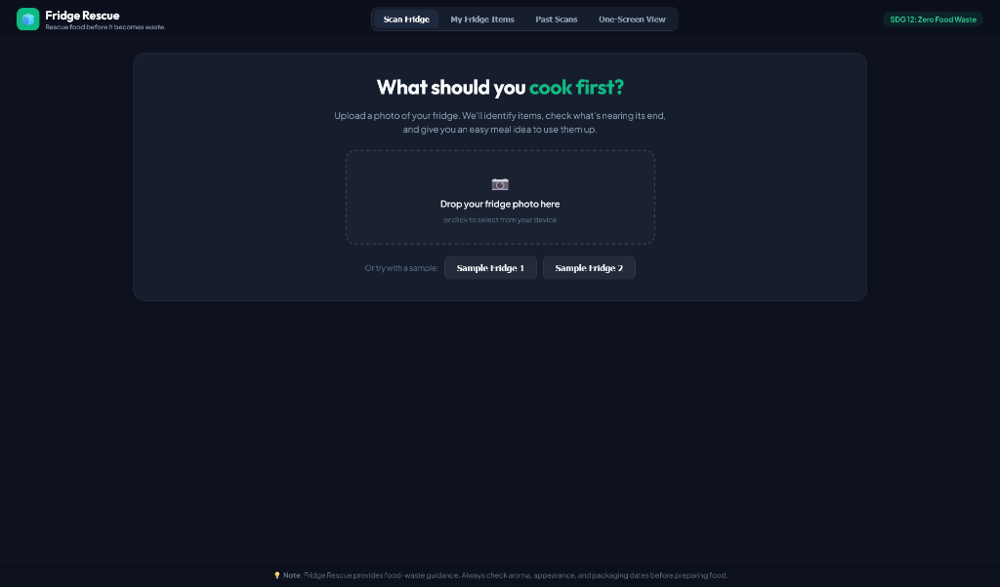 Fridge Rescue
Rescue food before it becomes waste.
Scan Fridge
My Fridge Items
Past Scans
One-Screen View
SDG 12: Zero Food Waste
What should you cook first?
Upload a photo of your fridge. We'll identify items, check what's nearing its end,
and give you an easy meal idea to use them up.
Drop your fridge photo here
or click to select from your device
Or try with a sample:
Sample Fridge 1
Sample Fridge 2
Note: Fridge Rescue provides food-waste guidance. Always check aroma, appearance, and packaging dates before preparing food.